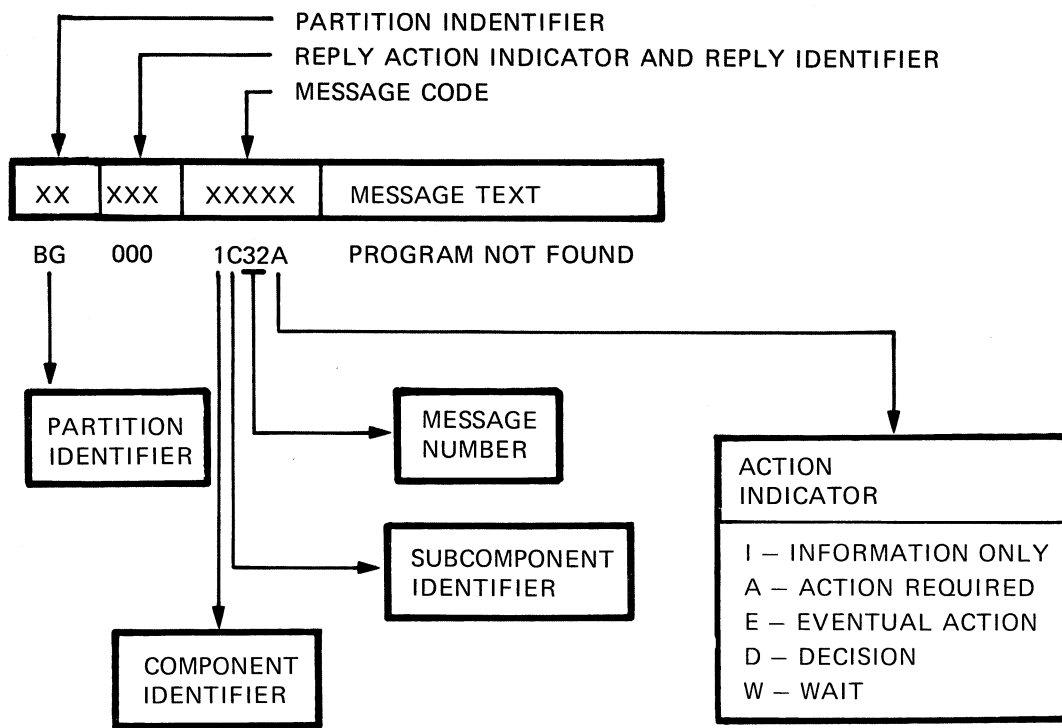 PARTITION INDENTIFIER
REPLY ACTION INDICATOR AND REPLY IDENTIFIER
MESSAGE CODE
XX XXX XXXXX MESSAGE TEXT
BG 000 1C32A PROGRAM NOT FOUND
PARTITION
IDENTIFIER
MESSAGE
NUMBER
SUBCOMPONENT
IDENTIFIER
COMPONENT
IDENTIFIER
ACTION
INDICATOR
I – INFORMATION ONLY
A – ACTION REQUIRED
E – EVENTUAL ACTION
D – DECISION
W – WAIT